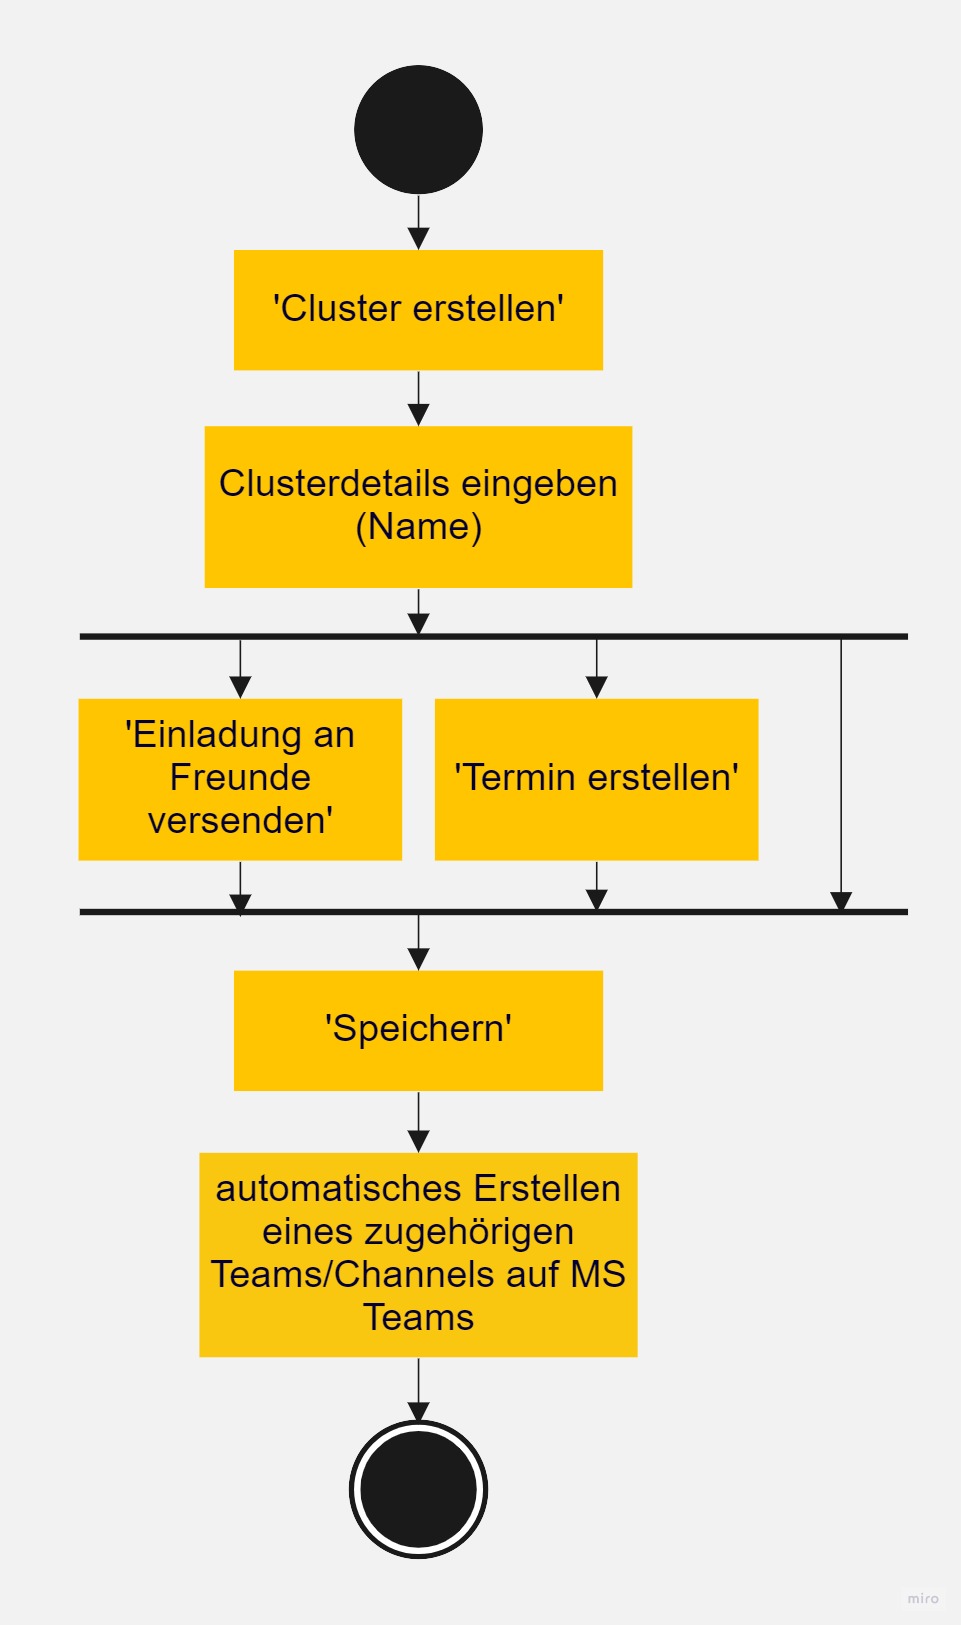 'Cluster erstellen'
Clusterdetails eingeben
(Name)
'Einladung an
Freunde
versenden'
'Termin erstellen'
'Speichern'
automatisches Erstellen
eines zugehörigen
Teams/Channels auf MS
Teams
miro